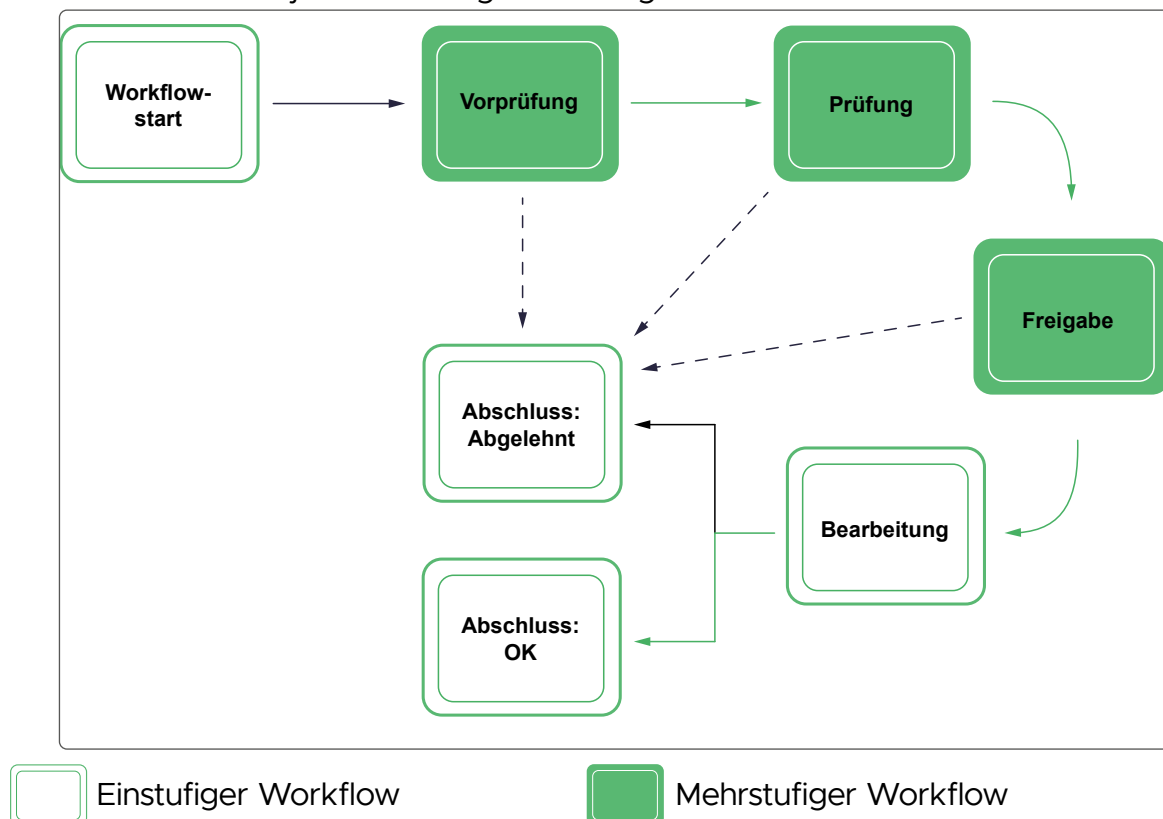 Workflow-
start
Vorprüfung
Prüfung
Freigabe
Abschluss:
Abgelehnt
Bearbeitung
Abschluss:
OK
Einstufiger Workflow
Mehrstufiger Workflow